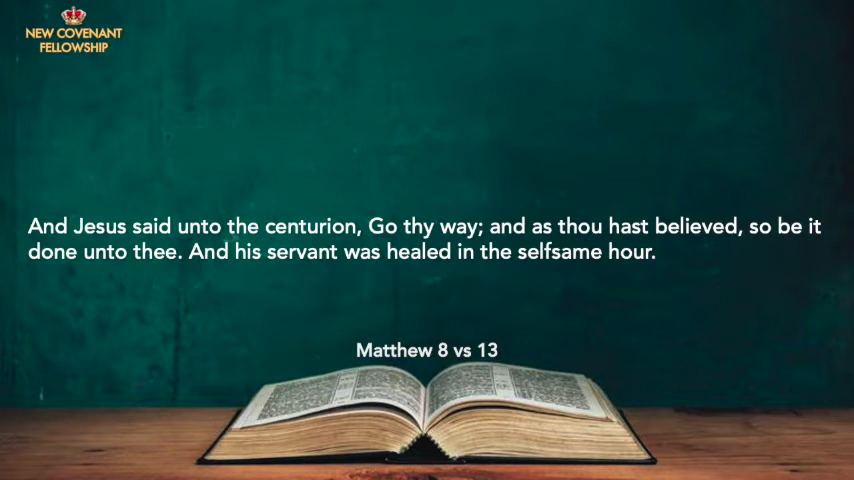 NEW COVENANT
FELLOWSHIP
And Jesus said unto the centurion, Go thy way; and as thou hast believed, so be it
done unto thee. And his servant was healed in the selfsame hour.
Matthew 8 vs 13